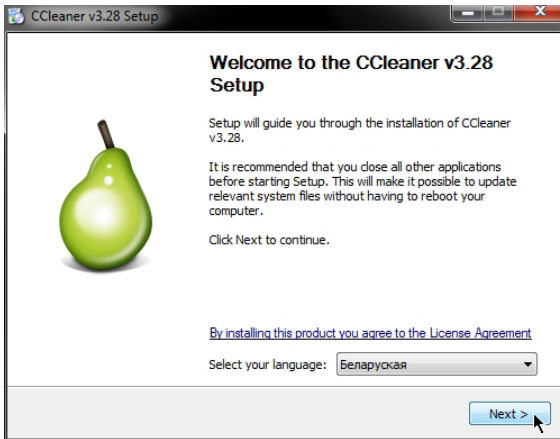 CCleaner v3.28 Setup
Welcome to the CCleaner v3.28
Setup
Setup will guide you through the installation of CCleaner
v3.28.
It is recommended that you close all other applications
before starting Setup. This will make it possible to update
relevant system files without having to reboot your
computer.
Click Next to continue.
By installing this product you agree to the License Agreement
Select your language: Беларуская
Next >